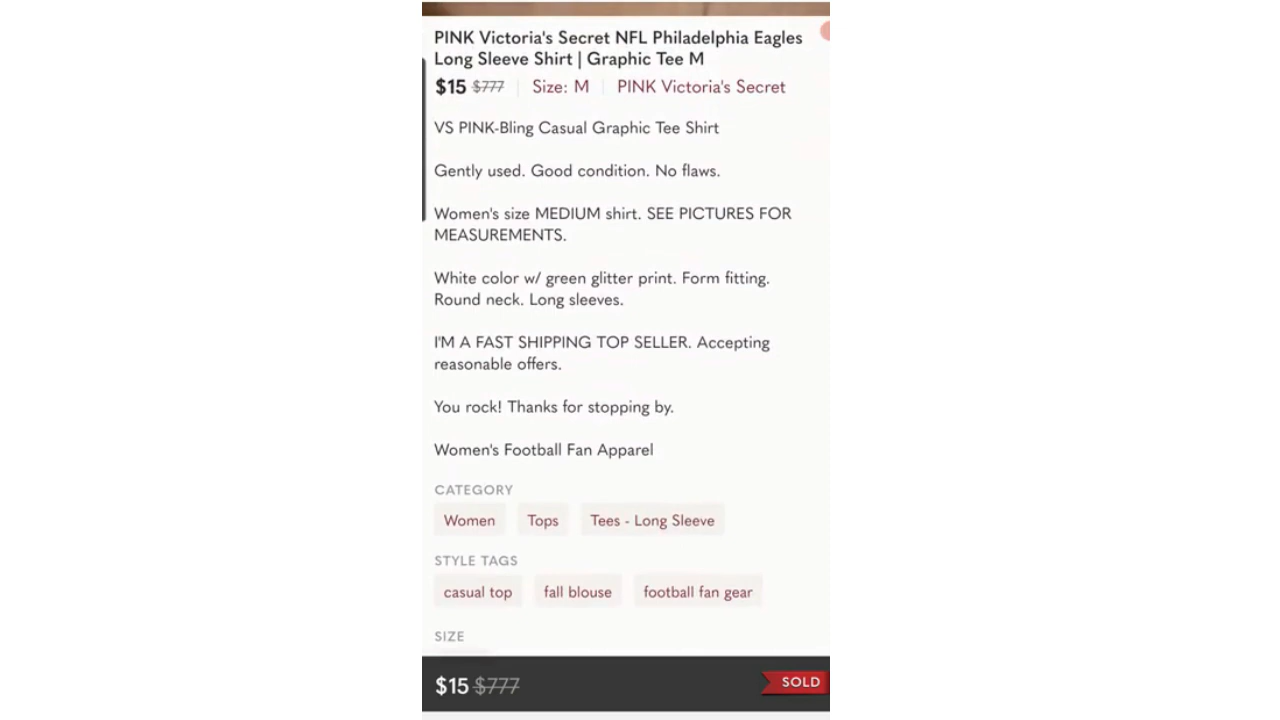 PINK Victoria's Secret NFL Philadelphia Eagles
Long Sleeve Shirt | Graphic Tee M
$15 $777 Size: M PINK Victoria's Secret
VS PINK-Bling Casual Graphic Tee Shirt
Gently used. Good condition. No flaws.
Women's size MEDIUM shirt. SEE PICTURES FOR
MEASUREMENTS.
White color w/ green glitter print. Form fitting.
Round neck. Long sleeves.
I'M A FAST SHIPPING TOP SELLER. Accepting
reasonable offers.
You rock! Thanks for stopping by.
Women's Football Fan Apparel
CATEGORY
Women Tops Tees - Long Sleeve
STYLE TAGS
casual top fall blouse football fan gear
SIZE
$15 $777 SOLD